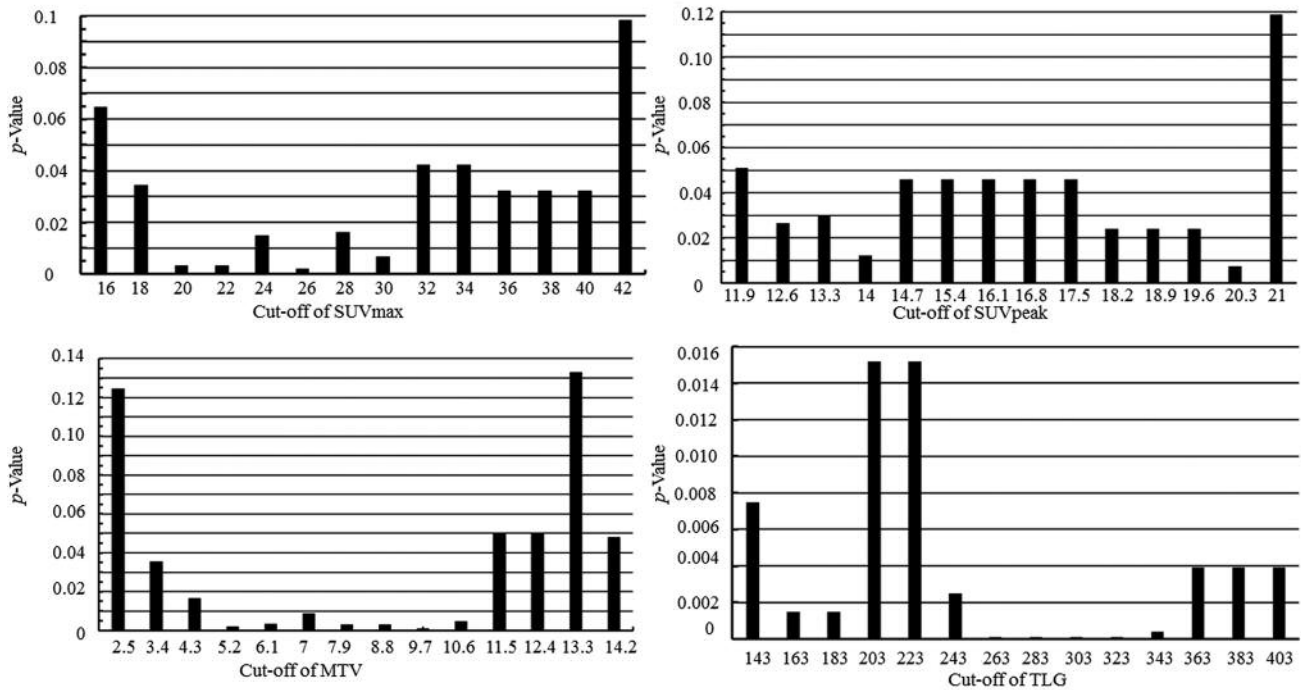 0.1
0.08
0.06
0.04
0.02
0
p-Value
16 18 20 22 24 26 28 30 32 34 36 38 40 42
Cut-off of SUVmax
0.12
0.10
0.08
0.06
0.04
0.02
0
p-Value
11.9 12.6 13.3 14 14.7 15.4 16.1 16.8 17.5 18.2 18.9 19.6 20.3 21
Cut-off of SUVpeak
0.14
0.12
0.10
0.08
0.06
0.04
0.02
0
p-Value
2.5 3.4 4.3 5.2 6.1 7 7.9 8.8 9.7 10.6 11.5 12.4 13.3 14.2
Cut-off of MTV
0.016
0.014
0.012
0.010
0.008
0.006
0.004
0.002
0
p-Value
143 163 183 203 223 243 263 283 303 323 343 363 383 403
Cut-off of TLG